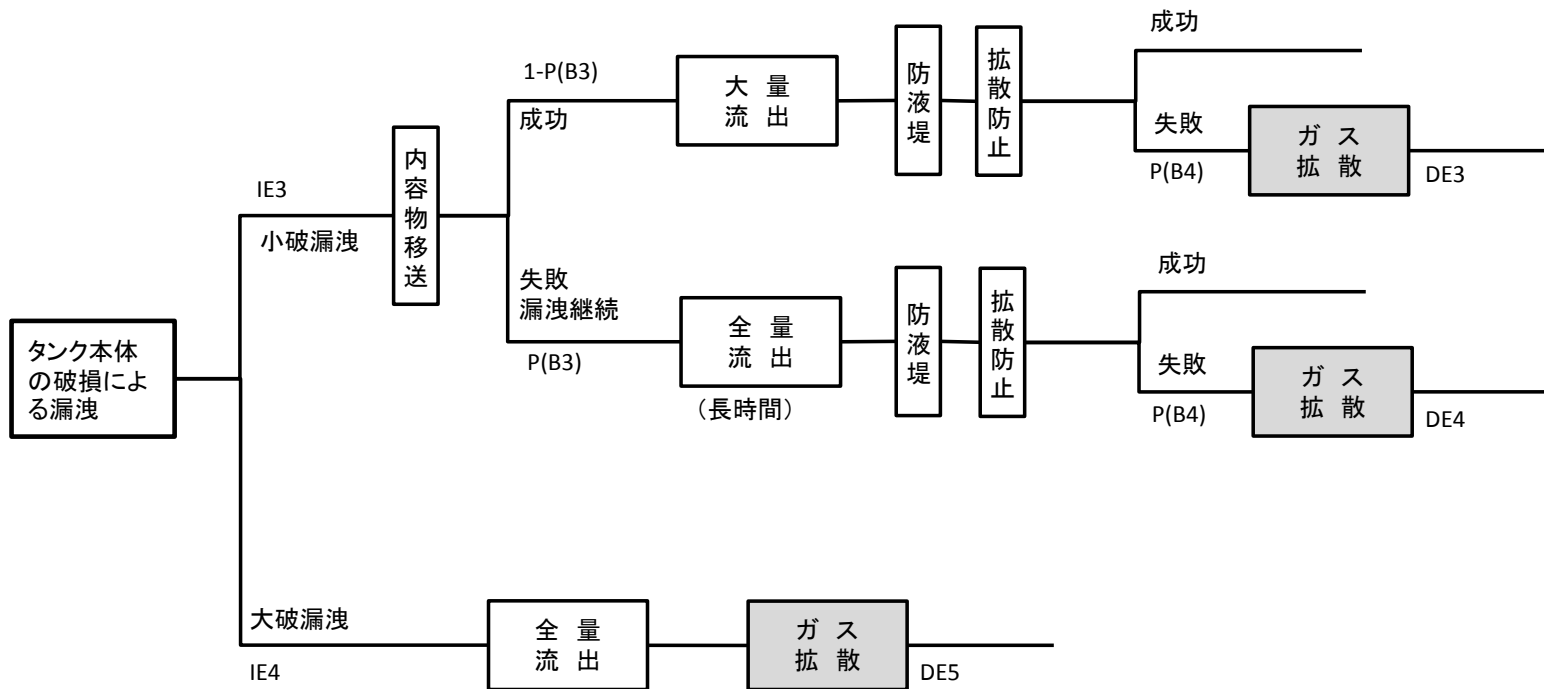 タンク本体
の破損によ
る漏洩
IE3
小破漏洩
内容物移送
1-P(B3)
成功
大 量
流 出
防液堤
拡散防止
成功
失敗
P(B4)
ガ ス
拡 散
DE3
失敗
漏洩継続
P(B3)
全 量
流 出
（長時間）
防液堤
拡散防止
成功
失敗
P(B4)
ガ ス
拡 散
DE4
大破漏洩
IE4
全 量
流 出
ガ ス
拡 散
DE5